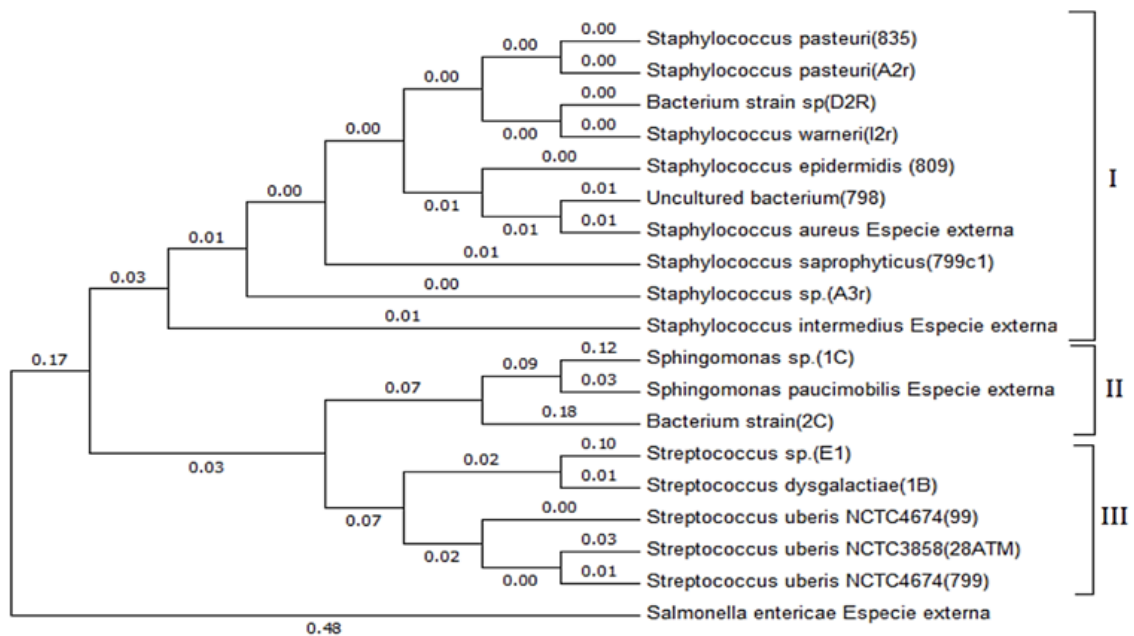 0.00
Staphylococcus pasteuri(835)
0.00
0.00
Staphylococcus pasteuri(A2r)
0.00
Bacterium strain sp(D2R)
0.00
0.00
0.00
Staphylococcus warneri(I2r)
0.00
Staphylococcus epidermidis (809)
0.00
I
0.01
Uncultured bacterium(798)
0.01
0.01
0.01
Staphylococcus aureus Especie externa
0.01
0.01
Staphylococcus saprophyticus(799c1)
0.03
0.00
Staphylococcus sp.(A3r)
0.01
Staphylococcus intermedius Especie externa
0.17
0.12
Sphingomonas sp.(1C)
0.09
0.07
0.03
Sphingomonas paucimobilis Especie externa
II
0.18
Bacterium strain(2C)
0.03
0.10
Streptococcus sp.(E1)
0.02
0.01
Streptococcus dysgalactiae(1B)
0.07
0.00
Streptococcus uberis NCTC4674(99)
III
0.02
0.03
Streptococcus uberis NCTC3858(28ATM)
0.00
0.01
Streptococcus uberis NCTC4674(799)
Salmonella entericae Especie externa
0.48